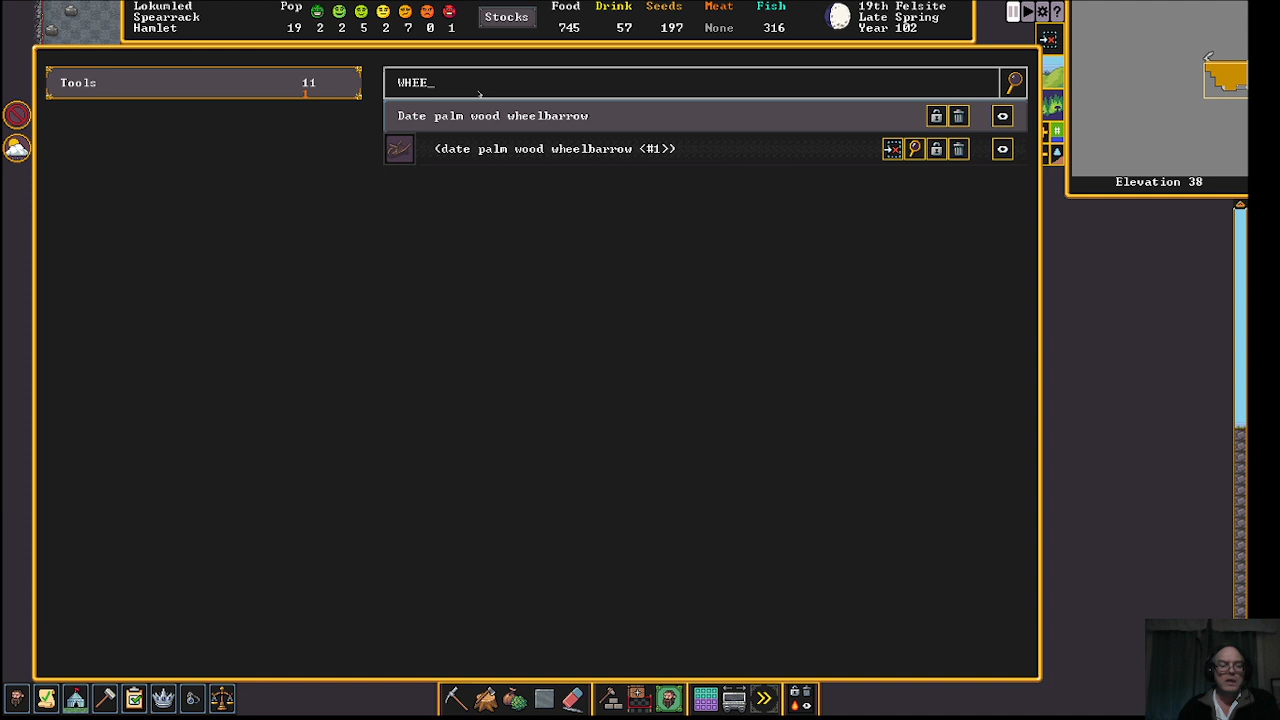 Lokumled
Spearrack
Hamlet
Pop
19 2 2 5 2 7 0 1
Stocks
Food Drink Seeds Meat Fish
745 57 197 None 316
19th Felsite
Late Spring
Year 102
?
Tools 11
1
WHEE_
Date palm wood wheelbarrow
(date palm wood wheelbarrow <#1>)
Elevation 38